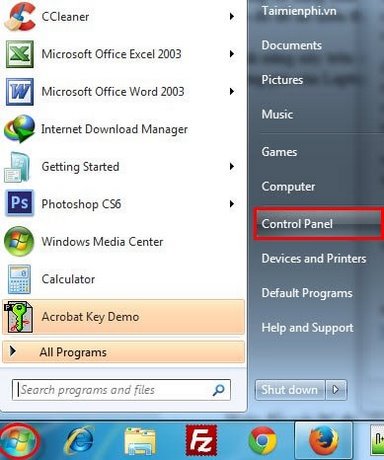 CCleaner
Microsoft Office Excel 2003
Microsoft Office Word 2003
Internet Download Manager
Getting Started
Ps
Photoshop CS6
Windows Media Center
Calculator
Acrobat Key Demo
All Programs
Search programs and files
Taimienphi.vn
Documents
Pictures
Music
Games
Computer
Control Panel
Devices and Printers
Default Programs
Help and Support
Shut down
Fz